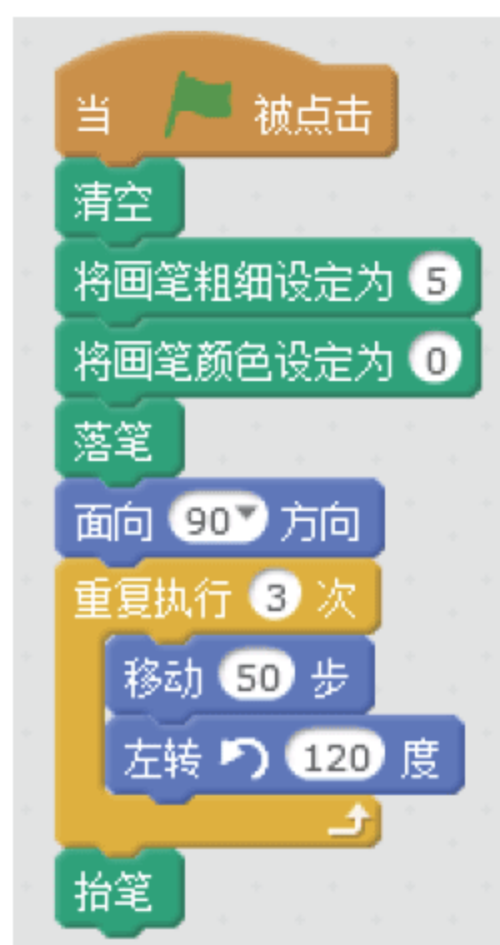 当 被点击
清空
将画笔粗细设定为 5
将画笔颜色设定为 0
落笔
面向 90 方向
重复执行 3 次
移动 50 步
左转 120 度
抬笔